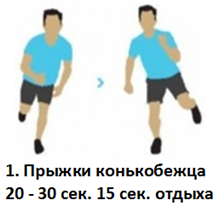 1. Прыжки конькобежца
20 - 30 сек. 15 сек. отдыха